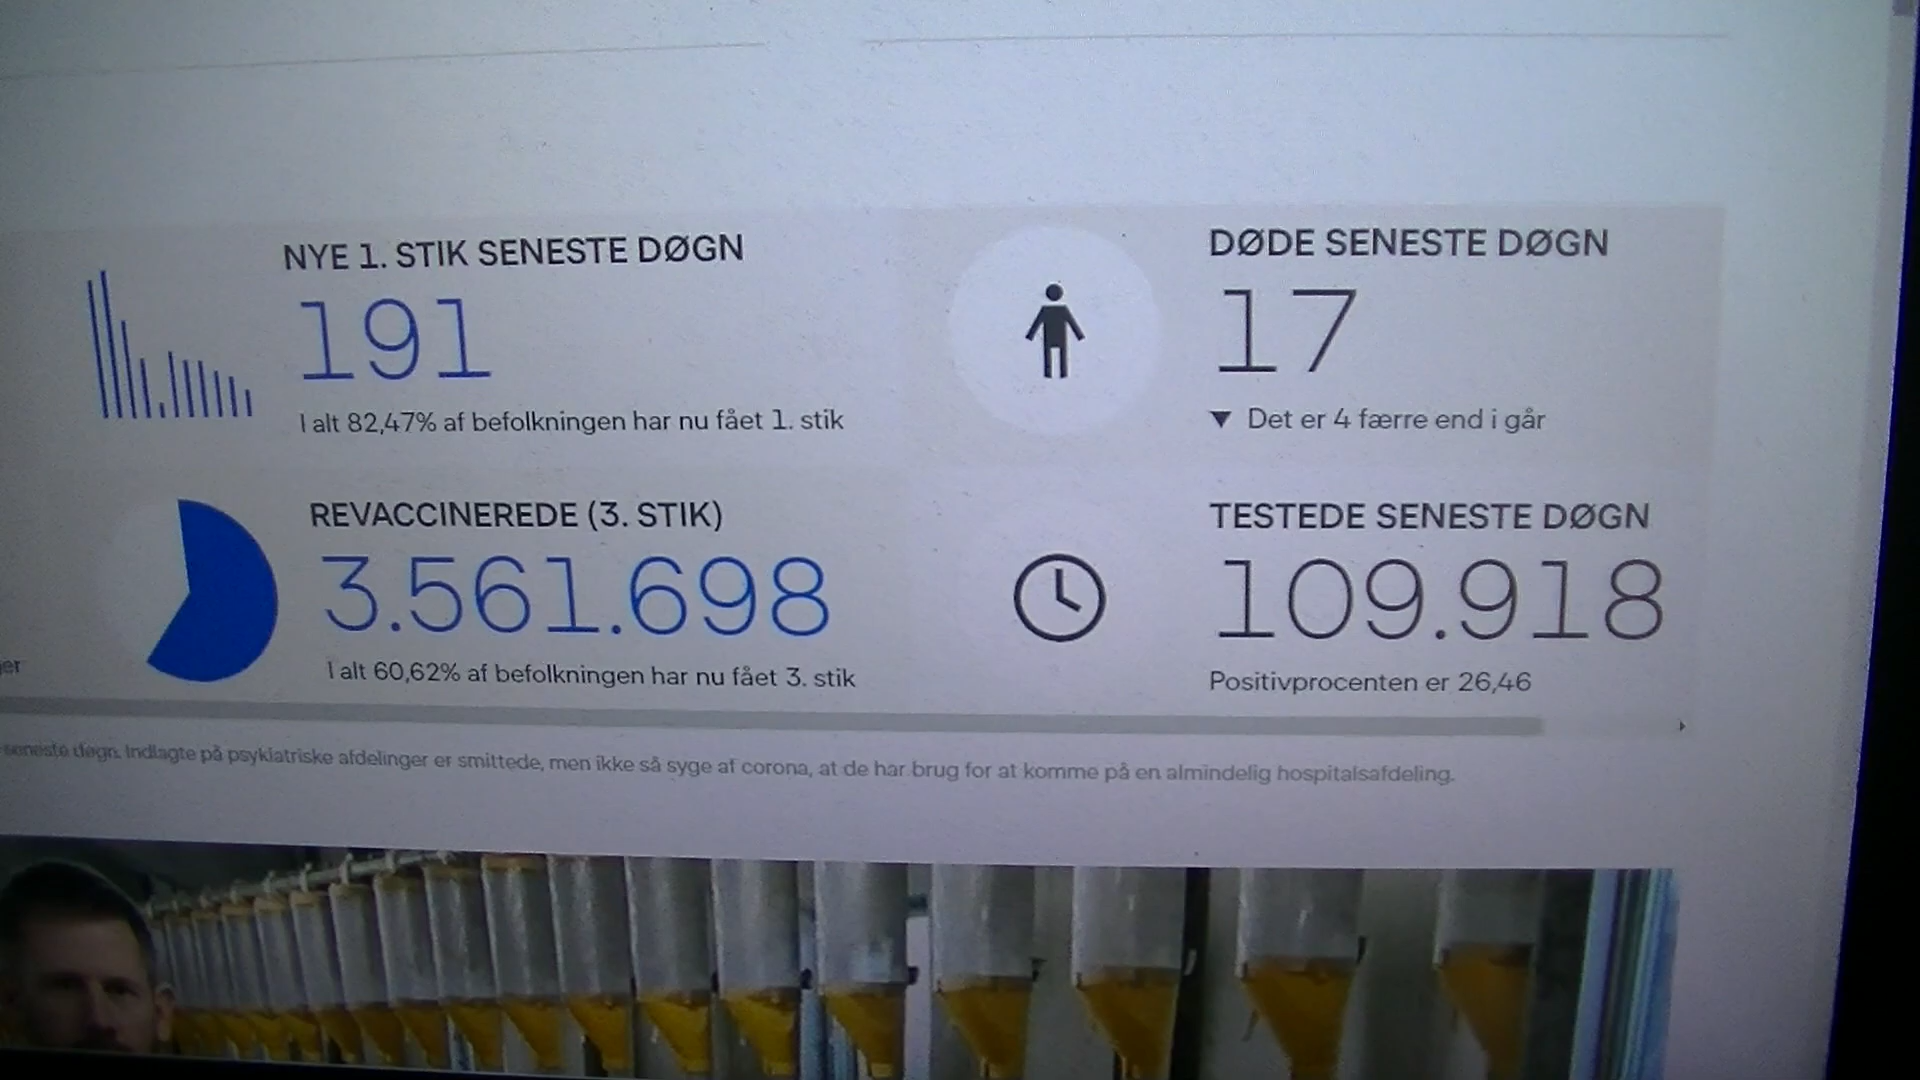 NYE 1. STIK SENESTE DØGN
191
I alt 82,47% af befolkningen har nu fået 1. stik
DØDE SENESTE DØGN
17
▼ Det er 4 færre end i går
REVACCINEREDE (3. STIK)
3.561.698
I alt 60,62% af befolkningen har nu fået 3. stik
TESTEDE SENESTE DØGN
109.918
Positivprocenten er 26,46
seneste døgn. Indlagte på psykiatriske afdelinger er smittede, men ikke så syge af corona, at de har brug for at komme på en almindelig hospitalsafdeling.